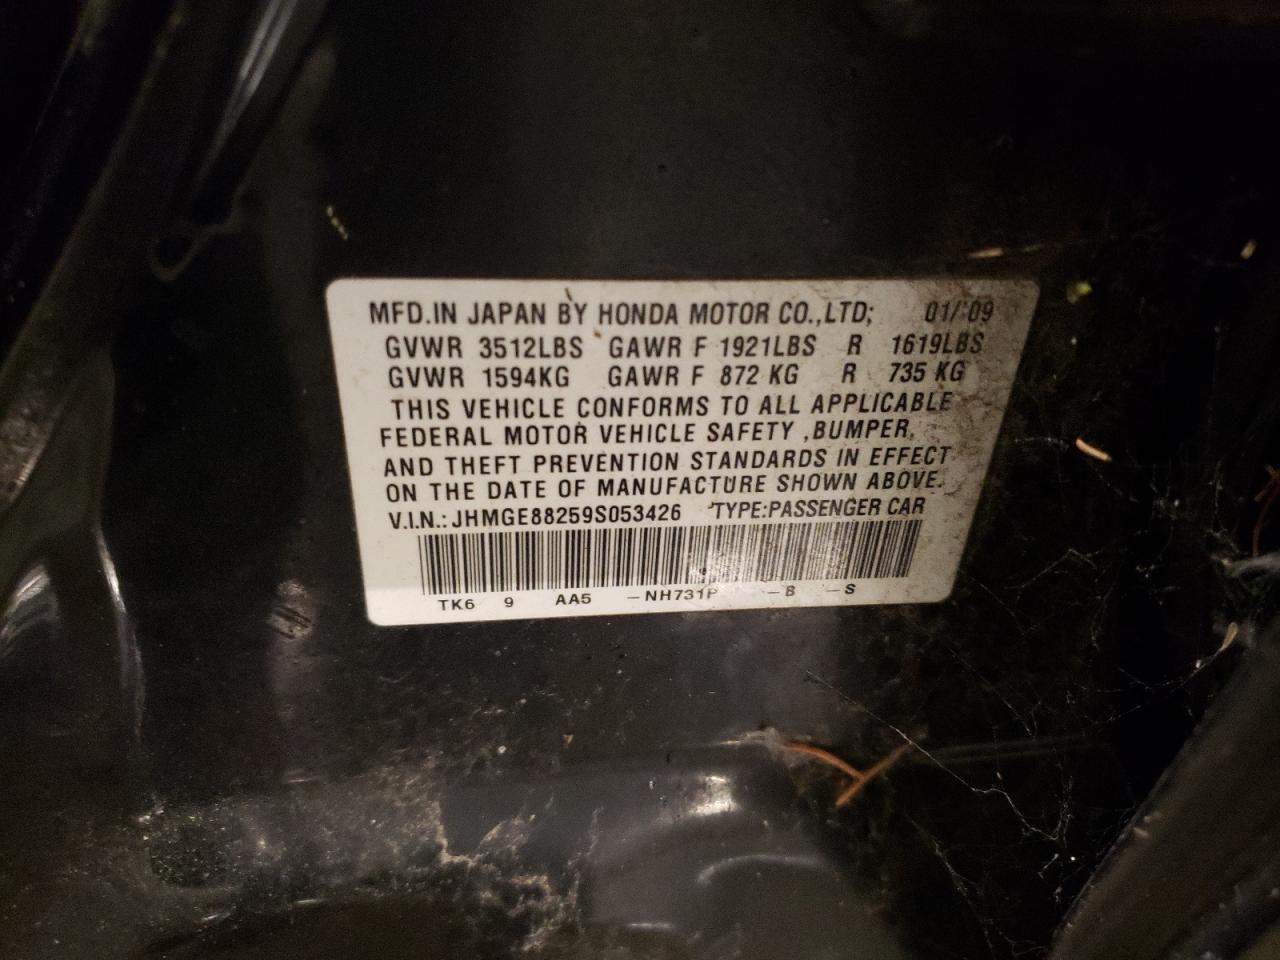 MFD.IN JAPAN BY HONDA MOTOR CO.,LTD; 01/'09
GVWR 3512LBS GAWR F 1921LBS R 1619LBS
GVWR 1594KG GAWR F 872 KG R 735 KG
THIS VEHICLE CONFORMS TO ALL APPLICABLE
FEDERAL MOTOR VEHICLE SAFETY ,BUMPER,
AND THEFT PREVENTION STANDARDS IN EFFECT
ON THE DATE OF MANUFACTURE SHOWN ABOVE.
V.I.N.: JHMGE88259S053426 TYPE:PASSENGER CAR
TK6 9 AA5 -NH731P -B -S